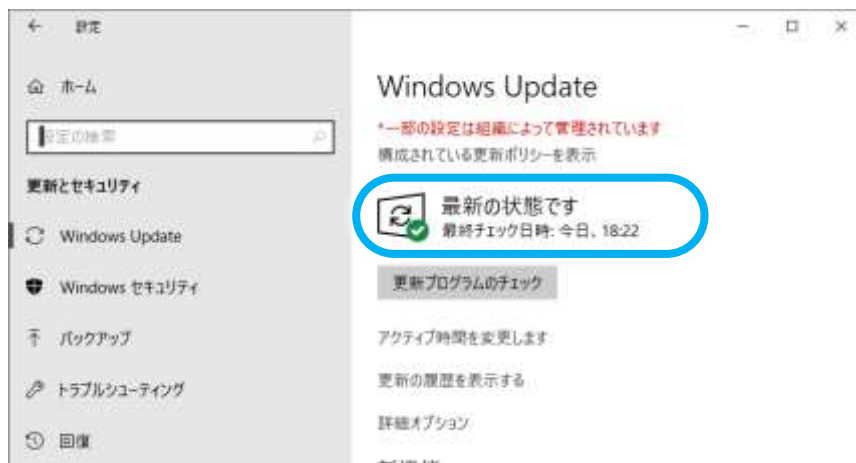 設定
ホーム
設定の検索
更新とセキュリティ
Windows Update
Windows セキュリティ
バックアップ
トラブルシューティング
回復
Windows Update
*一部の設定は組織によって管理されています
構成されている更新ポリシーを表示
最新の状態です
最終チェック日時: 今日、18:22
更新プログラムのチェック
アクティブ時間を変更します
更新の履歴を表示する
詳細オプション